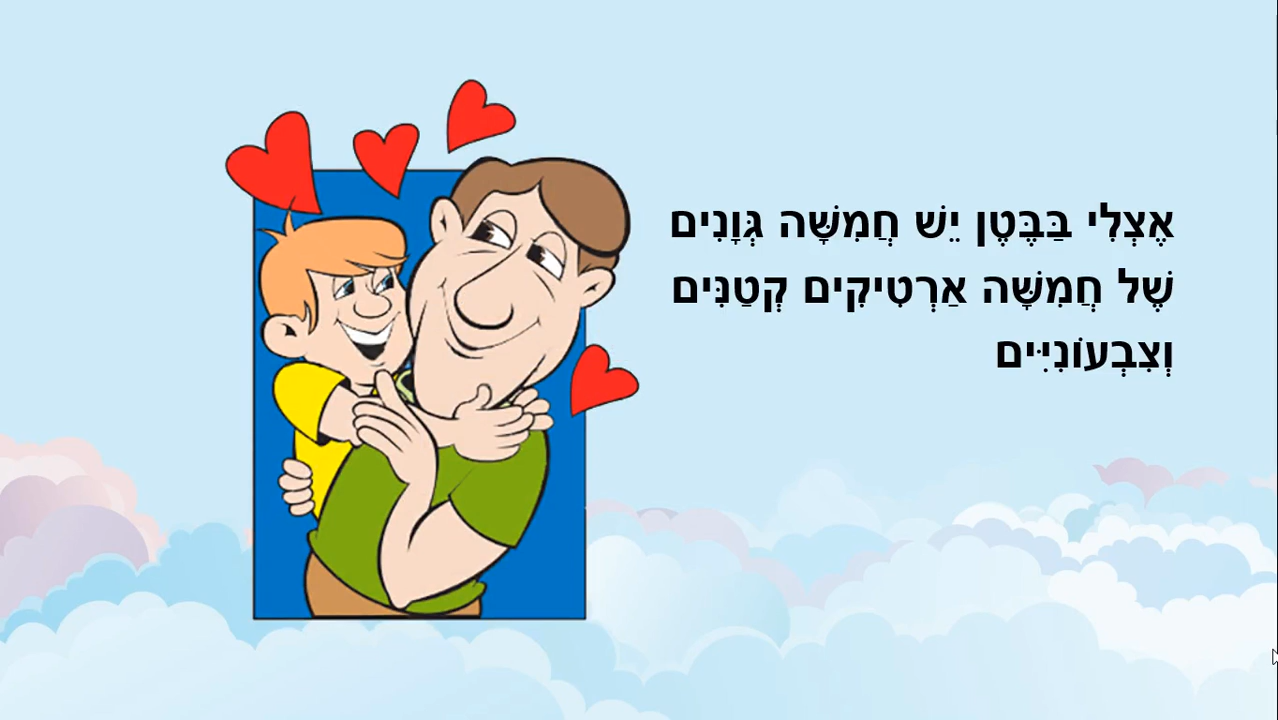 אֶצְלִי בַּבֶּטֶן יֵשׁ חֲמִשָּׁה גְּוָנִים
שֶׁל חֲמִשָּׁה אַרְטִיקִים קְטַנִּים
וְצִבְעוֹנִיִּים